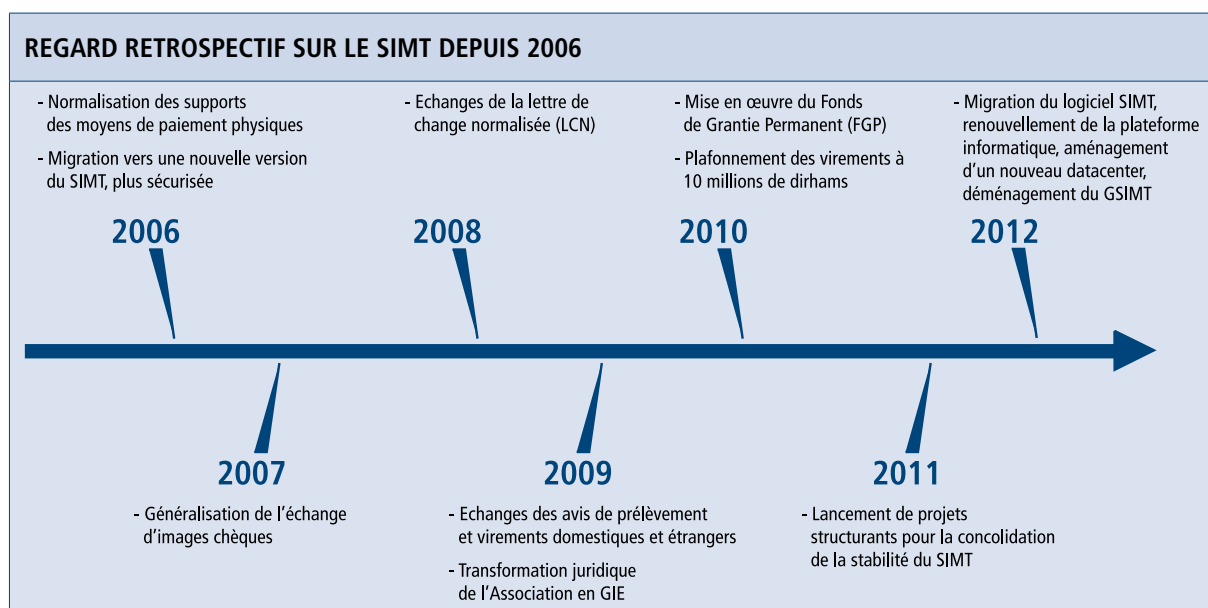 REGARD RETROSPECTIF SUR LE SIMT DEPUIS 2006
- Normalisation des supports
des moyens de paiement physiques
- Migration vers une nouvelle version
du SIMT, plus sécurisée
2006
- Echanges de la lettre de
change normalisée (LCN)
2008
- Mise en œuvre du Fonds
de Grantie Permanent (FGP)
- Plafonnement des virements à
10 millions de dirhams
2010
- Migration du logiciel SIMT,
renouvellement de la plateforme
informatique, aménagement
d'un nouveau datacenter,
déménagement du GSIMT
2012
2007
- Généralisation de l'échange
d'images chèques
2009
- Echanges des avis de prélèvement
et virements domestiques et étrangers
- Transformation juridique
de l'Association en GIE
2011
- Lancement de projets
structurants pour la concolidation
de la stabilité du SIMT